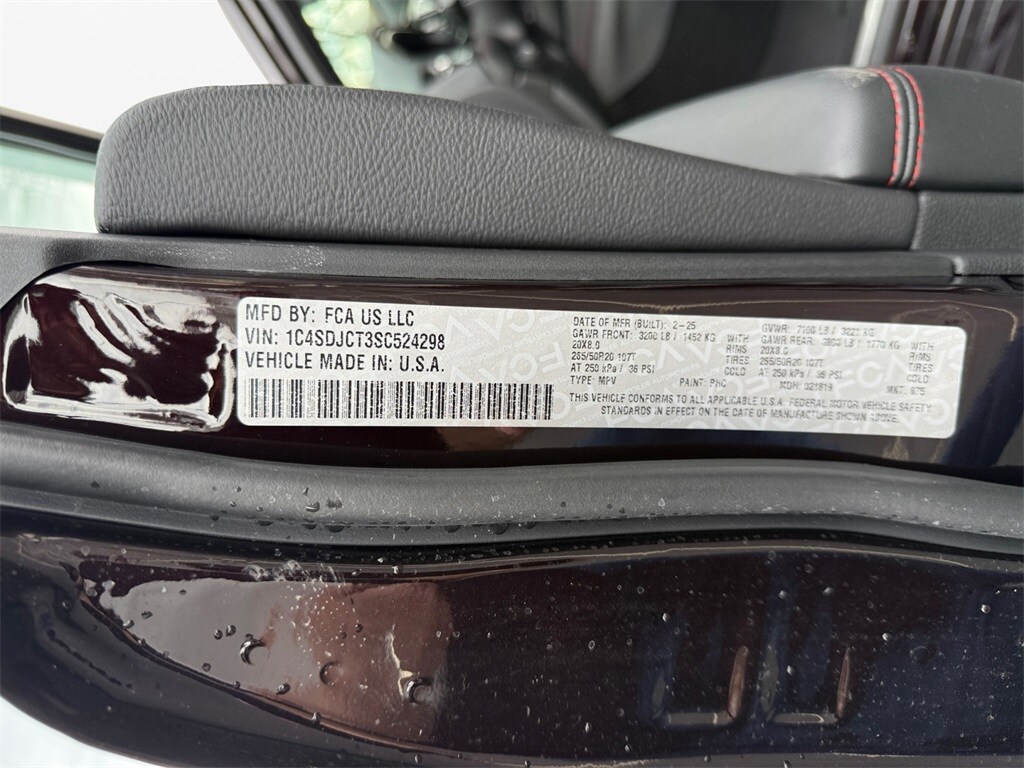 MFD BY: FCA US LLC
VIN: 1C4SDJCT3SC524298
VEHICLE MADE IN: U.S.A.
DATE OF MFR (BUILT): 2-25 GVWR: 7100 LB / 3221 KG
GAWR FRONT: 3200 LB / 1452 KG WITH GAWR REAR: 3900 LB / 1770 KG WITH
20X8.0 RIMS 20X8.0 RIMS
265/50R20 107T TIRES 265/50R20 107T TIRES
AT 250 kPa / 36 PSI COLD AT 250 kPa / 36 PSI COLD
TYPE: MPV PAINT: PHC MDH: 021819 MKT:
THIS VEHICLE CONFORMS TO ALL APPLICABLE U.S.A. FEDERAL MOTOR VEHICLE SAFETY
STANDARDS IN EFFECT ON THE DATE OF MANUFACTURE SHOWN ABOVE.